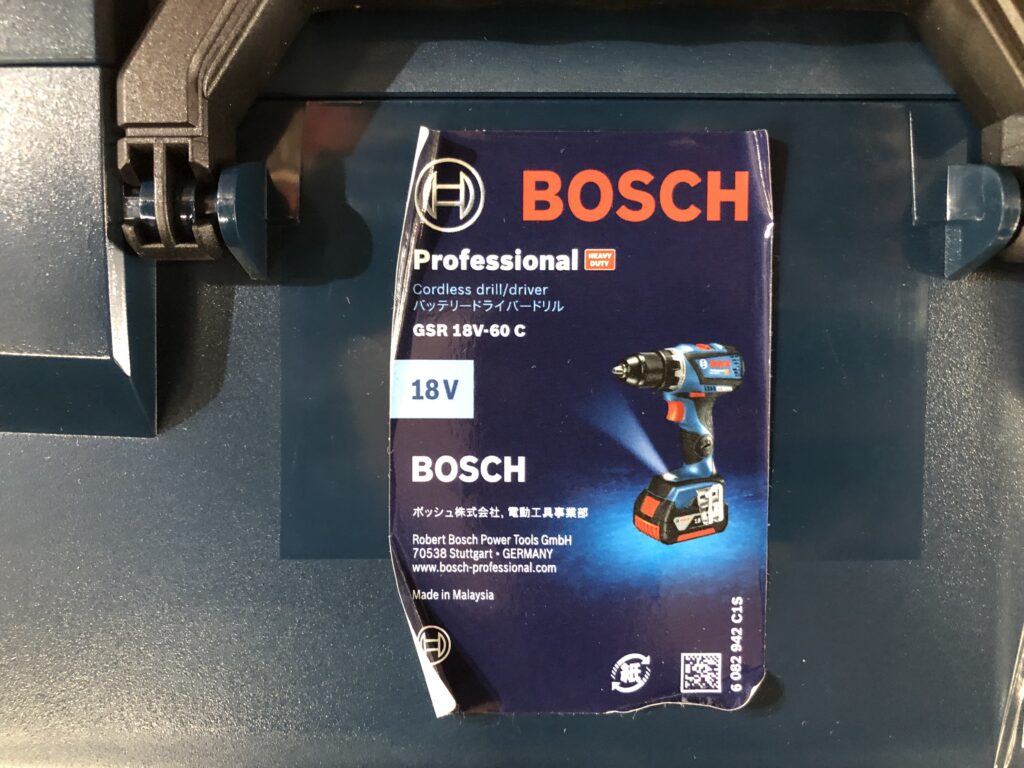 BOSCH
Professional HEAVY DUTY
Cordless drill/driver
バッテリードライバードリル
GSR 18V-60 C
18V
BOSCH
ボッシュ株式会社, 電動工具事業部
Robert Bosch Power Tools GmbH
70538 Stuttgart • GERMANY
www.bosch-professional.com
Made in Malaysia
紙
6 082 942 C1S